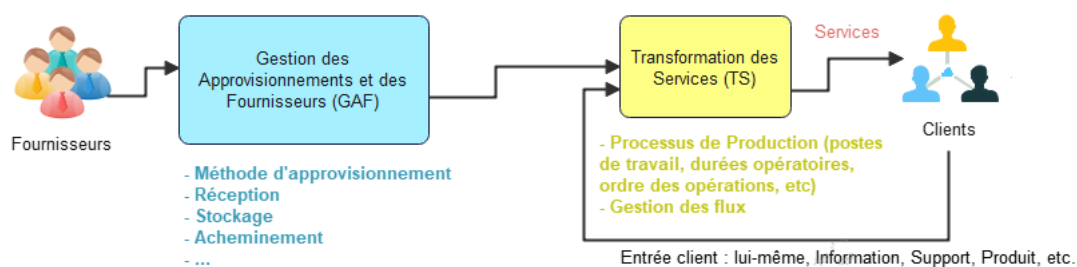 Gestion des
Approvisionnements et des
Fournisseurs (GAF)
Transformation des
Services (TS)
Services
Fournisseurs
Clients
- Méthode d'approvisionnement
- Réception
- Stockage
- Acheminement
- ...
- Processus de Production (postes
de travail, durées opératoires,
ordre des opérations, etc)
- Gestion des flux
Entrée client : lui-même, Information, Support, Produit, etc.